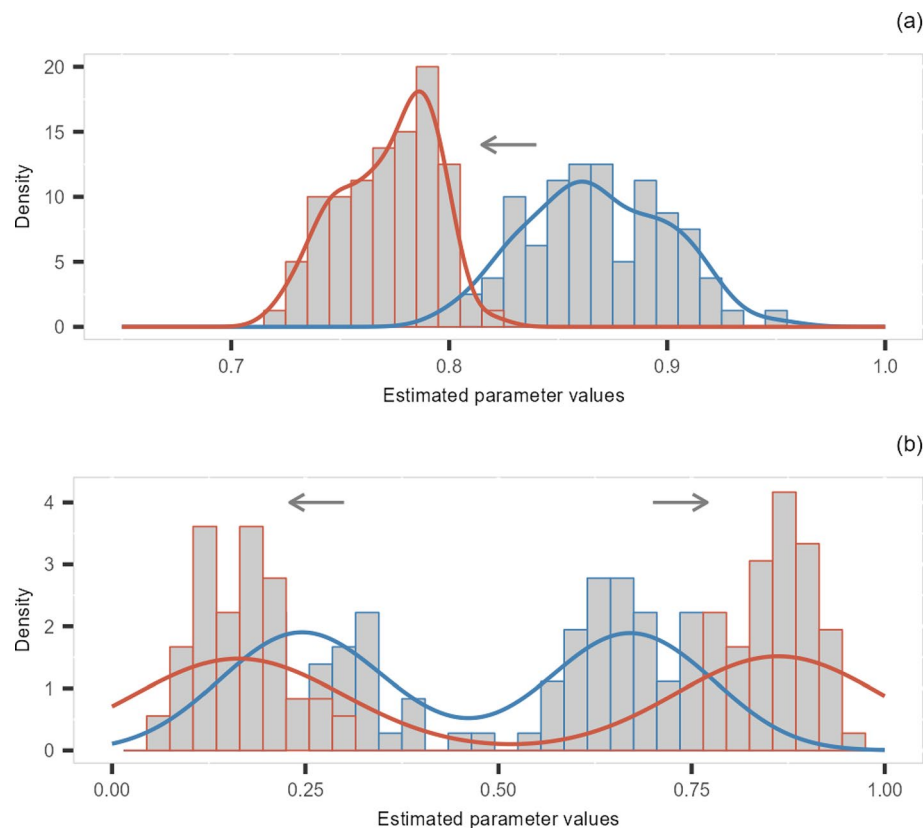 (a)
20
15
10
5
0
Density
0.7 0.8 0.9 1.0
Estimated parameter values
(b)
4
3
2
1
0
Density
0.00 0.25 0.50 0.75 1.00
Estimated parameter values